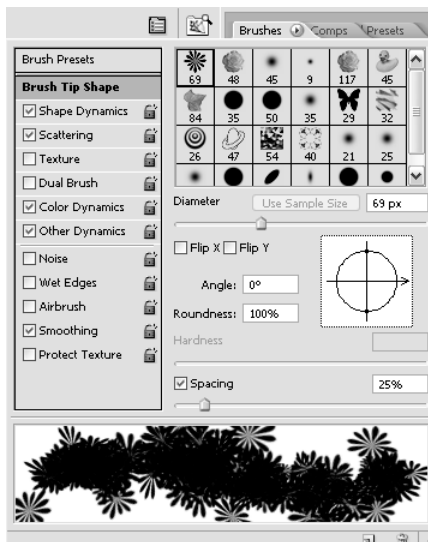 Brushes Comps Presets
Brush Presets
Brush Tip Shape
Shape Dynamics
Scattering
Texture
Dual Brush
Color Dynamics
Other Dynamics
Noise
Wet Edges
Airbrush
Smoothing
Protect Texture
69 48 45 9 117 45
84 35 50 35 29 32
26 47 54 40 21 25
Diameter Use Sample Size 69 px
Flip X Flip Y
Angle: 0°
Roundness: 100%
Hardness
Spacing 25%